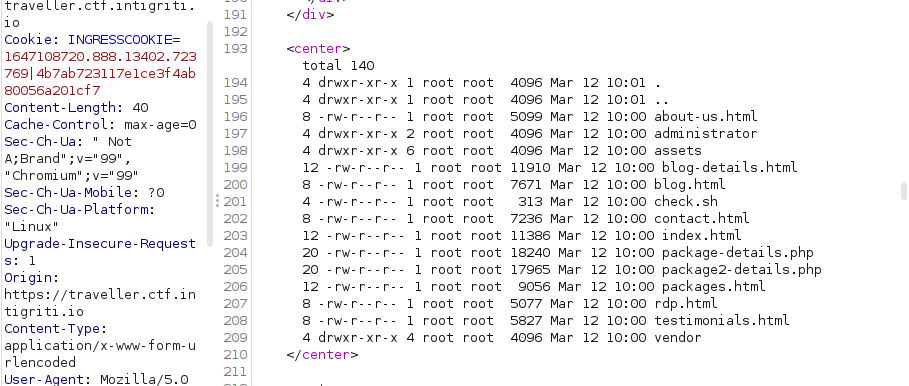 traveller.ctf.intigriti.
io
Cookie: INGRESSCOOKIE=
1647108720.888.13402.723
769|4b7ab723117e1ce3f4ab
80056a201cf7
Content-Length: 40
Cache-Control: max-age=0
Sec-Ch-Ua: " Not
A;Brand";v="99",
"Chromium";v="99"
Sec-Ch-Ua-Mobile: ?0
Sec-Ch-Ua-Platform:
"Linux"
Upgrade-Insecure-Request
s: 1
Origin:
https://traveller.ctf.in
tigriti.io
Content-Type:
application/x-www-form-u
rlencoded
User-Agent: Mozilla/5.0
191 </div>
192
193 <center>
total 140
194 4 drwxr-xr-x 1 root root 4096 Mar 12 10:01 .
195 4 drwxr-xr-x 1 root root 4096 Mar 12 10:01 ..
196 8 -rw-r--r-- 1 root root 5099 Mar 12 10:00 about-us.html
197 4 drwxr-xr-x 2 root root 4096 Mar 12 10:00 administrator
198 4 drwxr-xr-x 6 root root 4096 Mar 12 10:00 assets
199 12 -rw-r--r-- 1 root root 11910 Mar 12 10:00 blog-details.html
200 8 -rw-r--r-- 1 root root 7671 Mar 12 10:00 blog.html
201 4 -rw-r--r-- 1 root root 313 Mar 12 10:00 check.sh
202 8 -rw-r--r-- 1 root root 7236 Mar 12 10:00 contact.html
203 12 -rw-r--r-- 1 root root 11386 Mar 12 10:00 index.html
204 20 -rw-r--r-- 1 root root 18240 Mar 12 10:00 package-details.php
205 20 -rw-r--r-- 1 root root 17965 Mar 12 10:00 package2-details.php
206 12 -rw-r--r-- 1 root root 9056 Mar 12 10:00 packages.html
207 8 -rw-r--r-- 1 root root 5077 Mar 12 10:00 rdp.html
208 8 -rw-r--r-- 1 root root 5827 Mar 12 10:00 testimonials.html
209 4 drwxr-xr-x 4 root root 4096 Mar 12 10:00 vendor
210 </center>
211